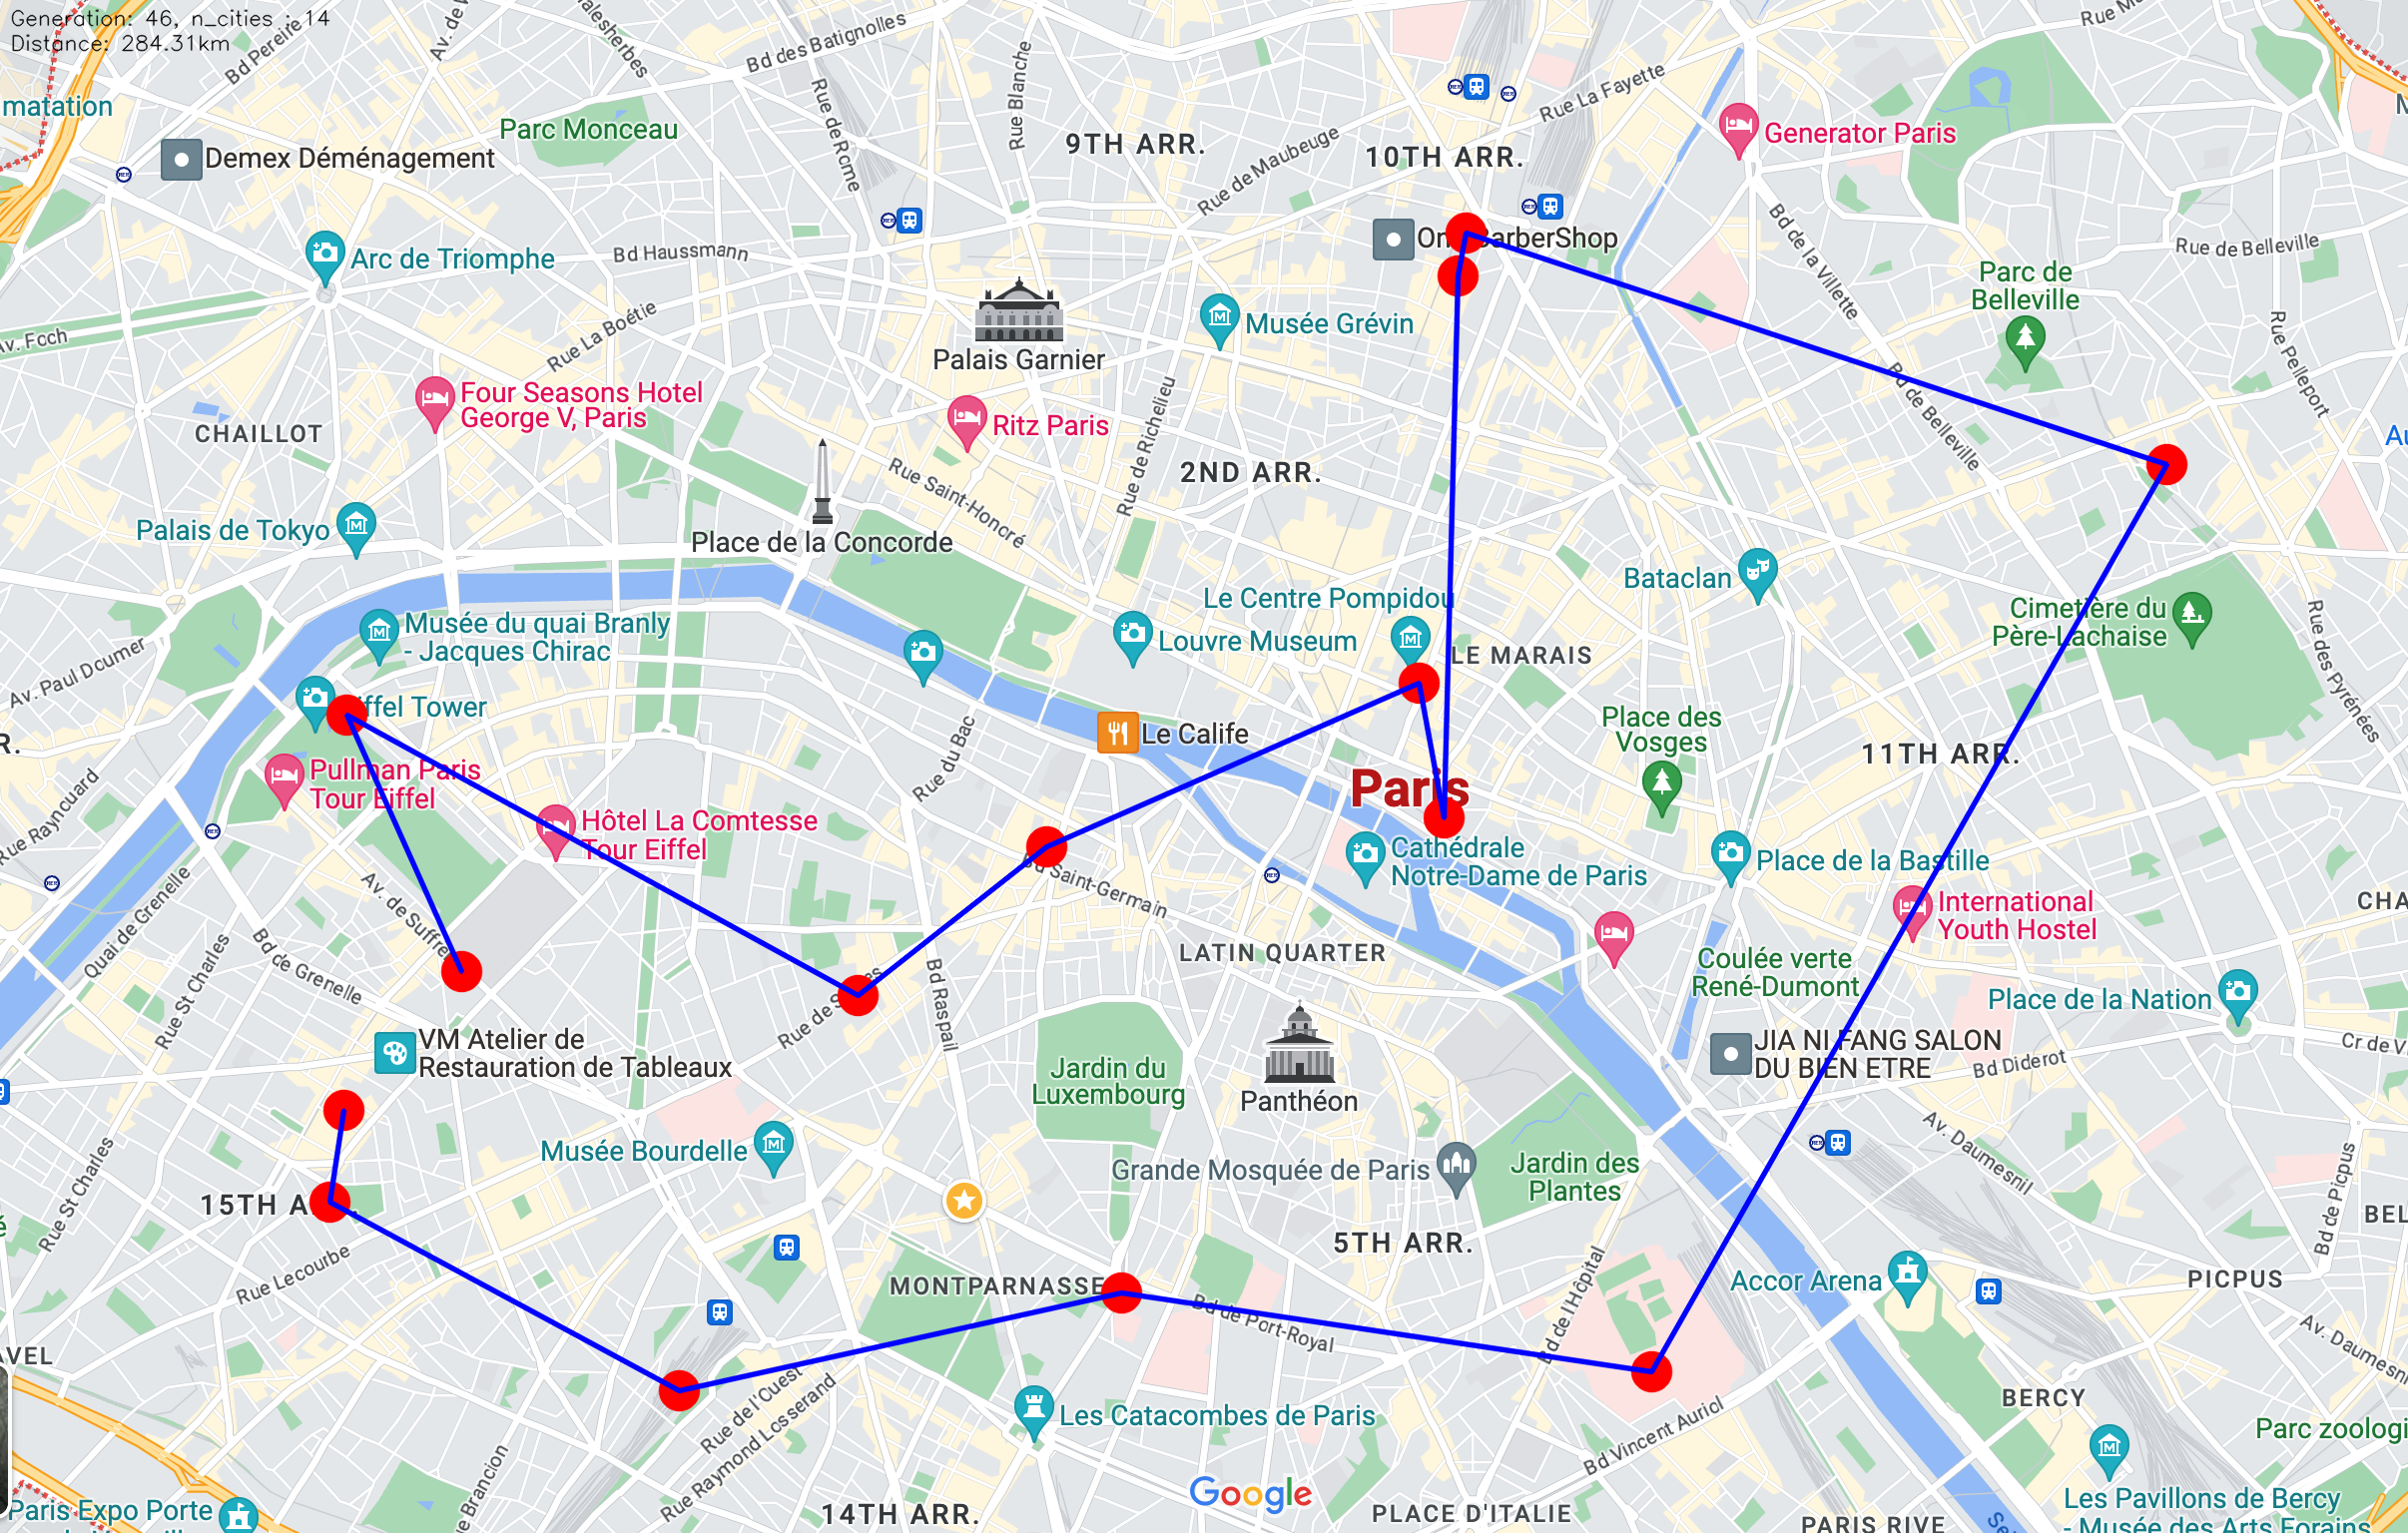 Generation: 46, n_cities : 14
Distance: 284.31km
Bd Pereire
Bd des Batignolles
Rue Blanche
Rue de Rome
matation
Parc Monceau
Demex Déménagement
9TH ARR.
10TH ARR.
Rue de Maubeuge
Rue La Fayette
Generator Paris
Bd de la Villette
Rue de Belleville
Arc de Triomphe
Bd Haussmann
Parc de
Belleville
Av. Foch
Rue La Boétie
Palais Garnier
Musée Grévin
Rue Pelleport
Bd de Belleville
Four Seasons Hotel
George V, Paris
CHAILLOT
Ritz Paris
Rue de Richelieu
2ND ARR.
Rue Saint-Honoré
Palais de Tokyo
Place de la Concorde
Bataclan
Le Centre Pompidou
Louvre Museum
LE MARAIS
Cimetière du
Père-Lachaise
Rue des Pyrénées
Musée du quai Branly
- Jacques Chirac
Av. Paul Doumer
Eiffel Tower
Le Calife
Rue du Bac
Place des
Vosges
11TH ARR.
Pullman Paris
Tour Eiffel
Paris
Rue Raynouard
Hôtel La Comtesse
Tour Eiffel
Bd Saint-Germain
Cathédrale
Notre-Dame de Paris
Place de la Bastille
International
Youth Hostel
CHA
Quai de Grenelle
Av. de Suffren
Rue St Charles
Bd de Grenelle
LATIN QUARTER
Coulée verte
René-Dumont
Place de la Nation
Bd Raspail
VM Atelier de
Restauration de Tableaux
JIA NI FANG SALON
DU BIEN ETRE
Bd Diderot
Cr de V
Jardin du
Luxembourg
Panthéon
Av. Daumesnil
Rue St Charles
Musée Bourdelle
Grande Mosquée de Paris
Jardin des
Plantes
Bd de Picpus
15TH A
5TH ARR.
BEL
Rue Lecourbe
MONTPARNASSE
Bd de Port-Royal
Bd de l'Hôpital
Accor Arena
PICPUS
AVEL
Av. Daumesni
Rue de l'Ouest
Rue Raymond Losserand
Les Catacombes de Paris
Bd Vincent Auriol
BERCY
Parc zoologi
e Brancion
Google
Paris Expo Porte
14TH ARR.
PLACE D'ITALIE
PARIS RIVE
Les Pavillons de Bercy
- Musée des Arts Forains